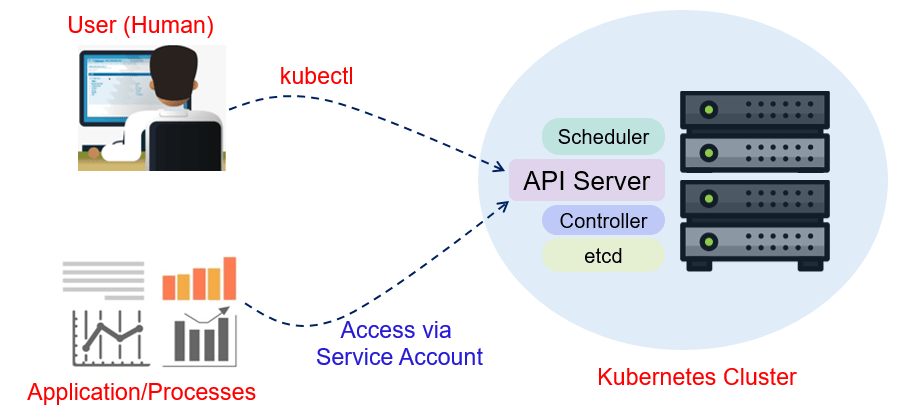 User (Human)
kubectl
Scheduler
API Server
Controller
etcd
Access via
Service Account
Application/Processes
Kubernetes Cluster